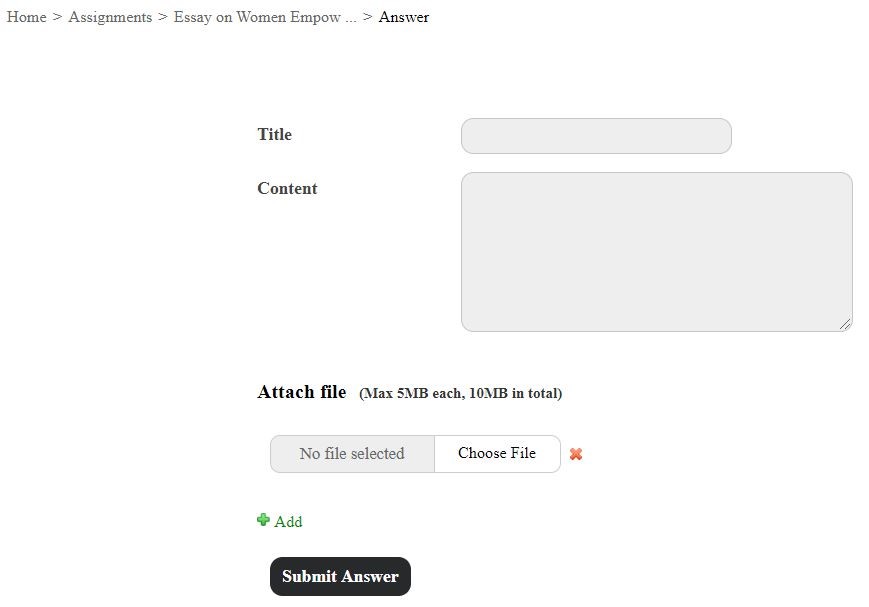 Home > Assignments > Essay on Women Empow ... > Answer
Title
Content
Attach file (Max 5MB each, 10MB in total)
No file selected Choose File
Add
Submit Answer